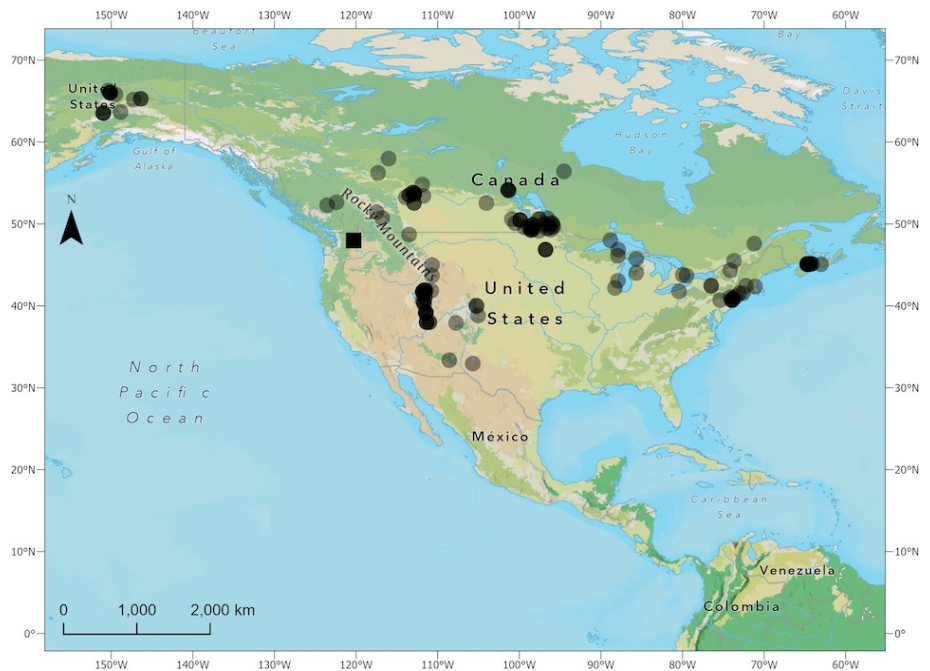 150°W 140°W 130°W 120°W 110°W 100°W 90°W 80°W 70°W 60°W
Beaufort
Sea
Bay
70°N
70°N
United
States
Davis
Strait
60°N
60°N
Gulf of
Alaska
Hudson
Bay
Canada
N
Rocky Mountains
50°N
50°N
United
States
40°N
40°N
North
Pacific
Ocean
30°N
30°N
México
20°N
20°N
Caribbean
Sea
10°N
10°N
Venezuela
Colombia
0 1,000 2,000 km
0°
0°
150°W 140°W 130°W 120°W 110°W 100°W 90°W 80°W 70°W 60°W